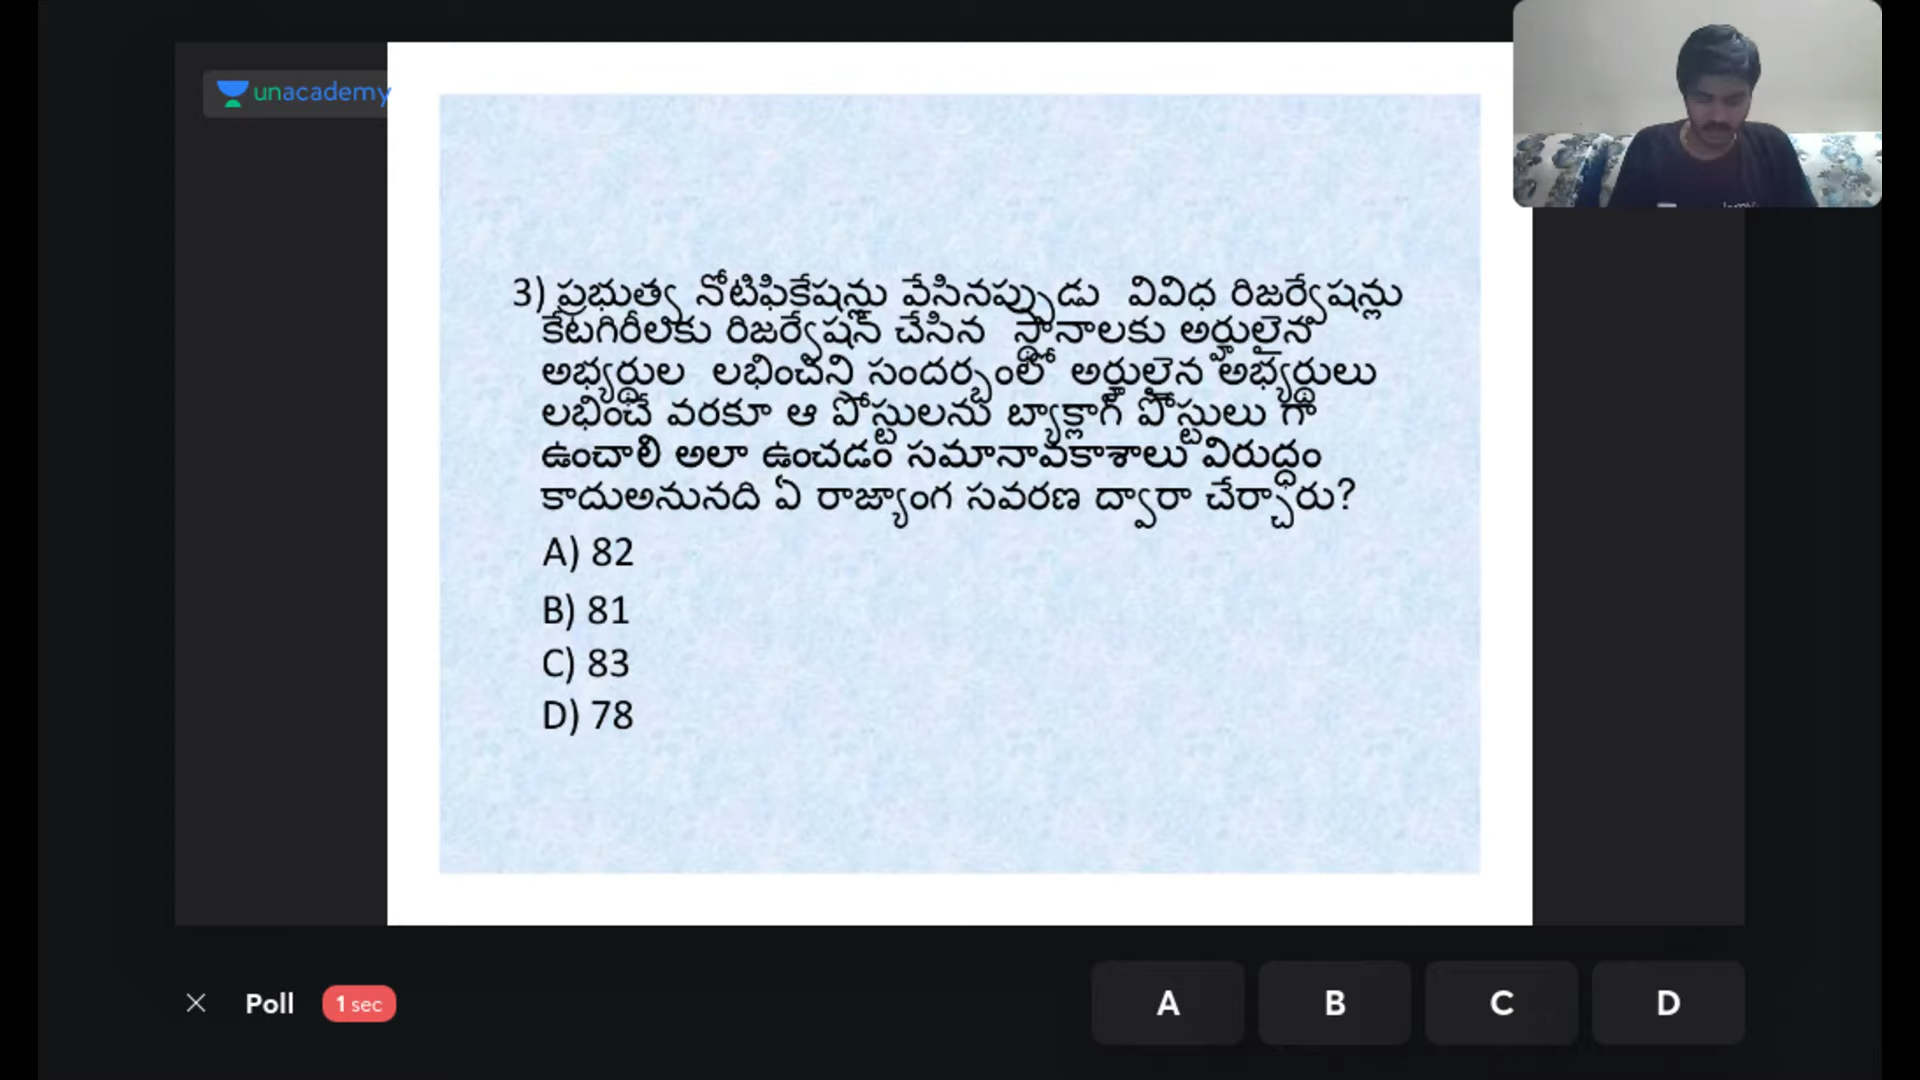 unacademy
3) ప్రభుత్వ నోటిఫికేషన్లు వేసినప్పుడు వివిధ రిజర్వేషన్లు
కేటగిరీలకు రిజర్వేషన్ చేసిన స్థానాలకు అర్హులైన
అభ్యర్థుల లభించని సందర్భంలో అర్హులైన అభ్యర్థులు
లభించే వరకూ ఆ పోస్టులను బ్యాక్లాగ్ పోస్టులు గా
ఉంచాలి అలా ఉంచడం సమానావకాశాలు విరుద్ధం
కాదుఅనునది ఏ రాజ్యాంగ సవరణ ద్వారా చేర్చారు?
A) 82
B) 81
C) 83
D) 78
Poll 1 sec A B C D